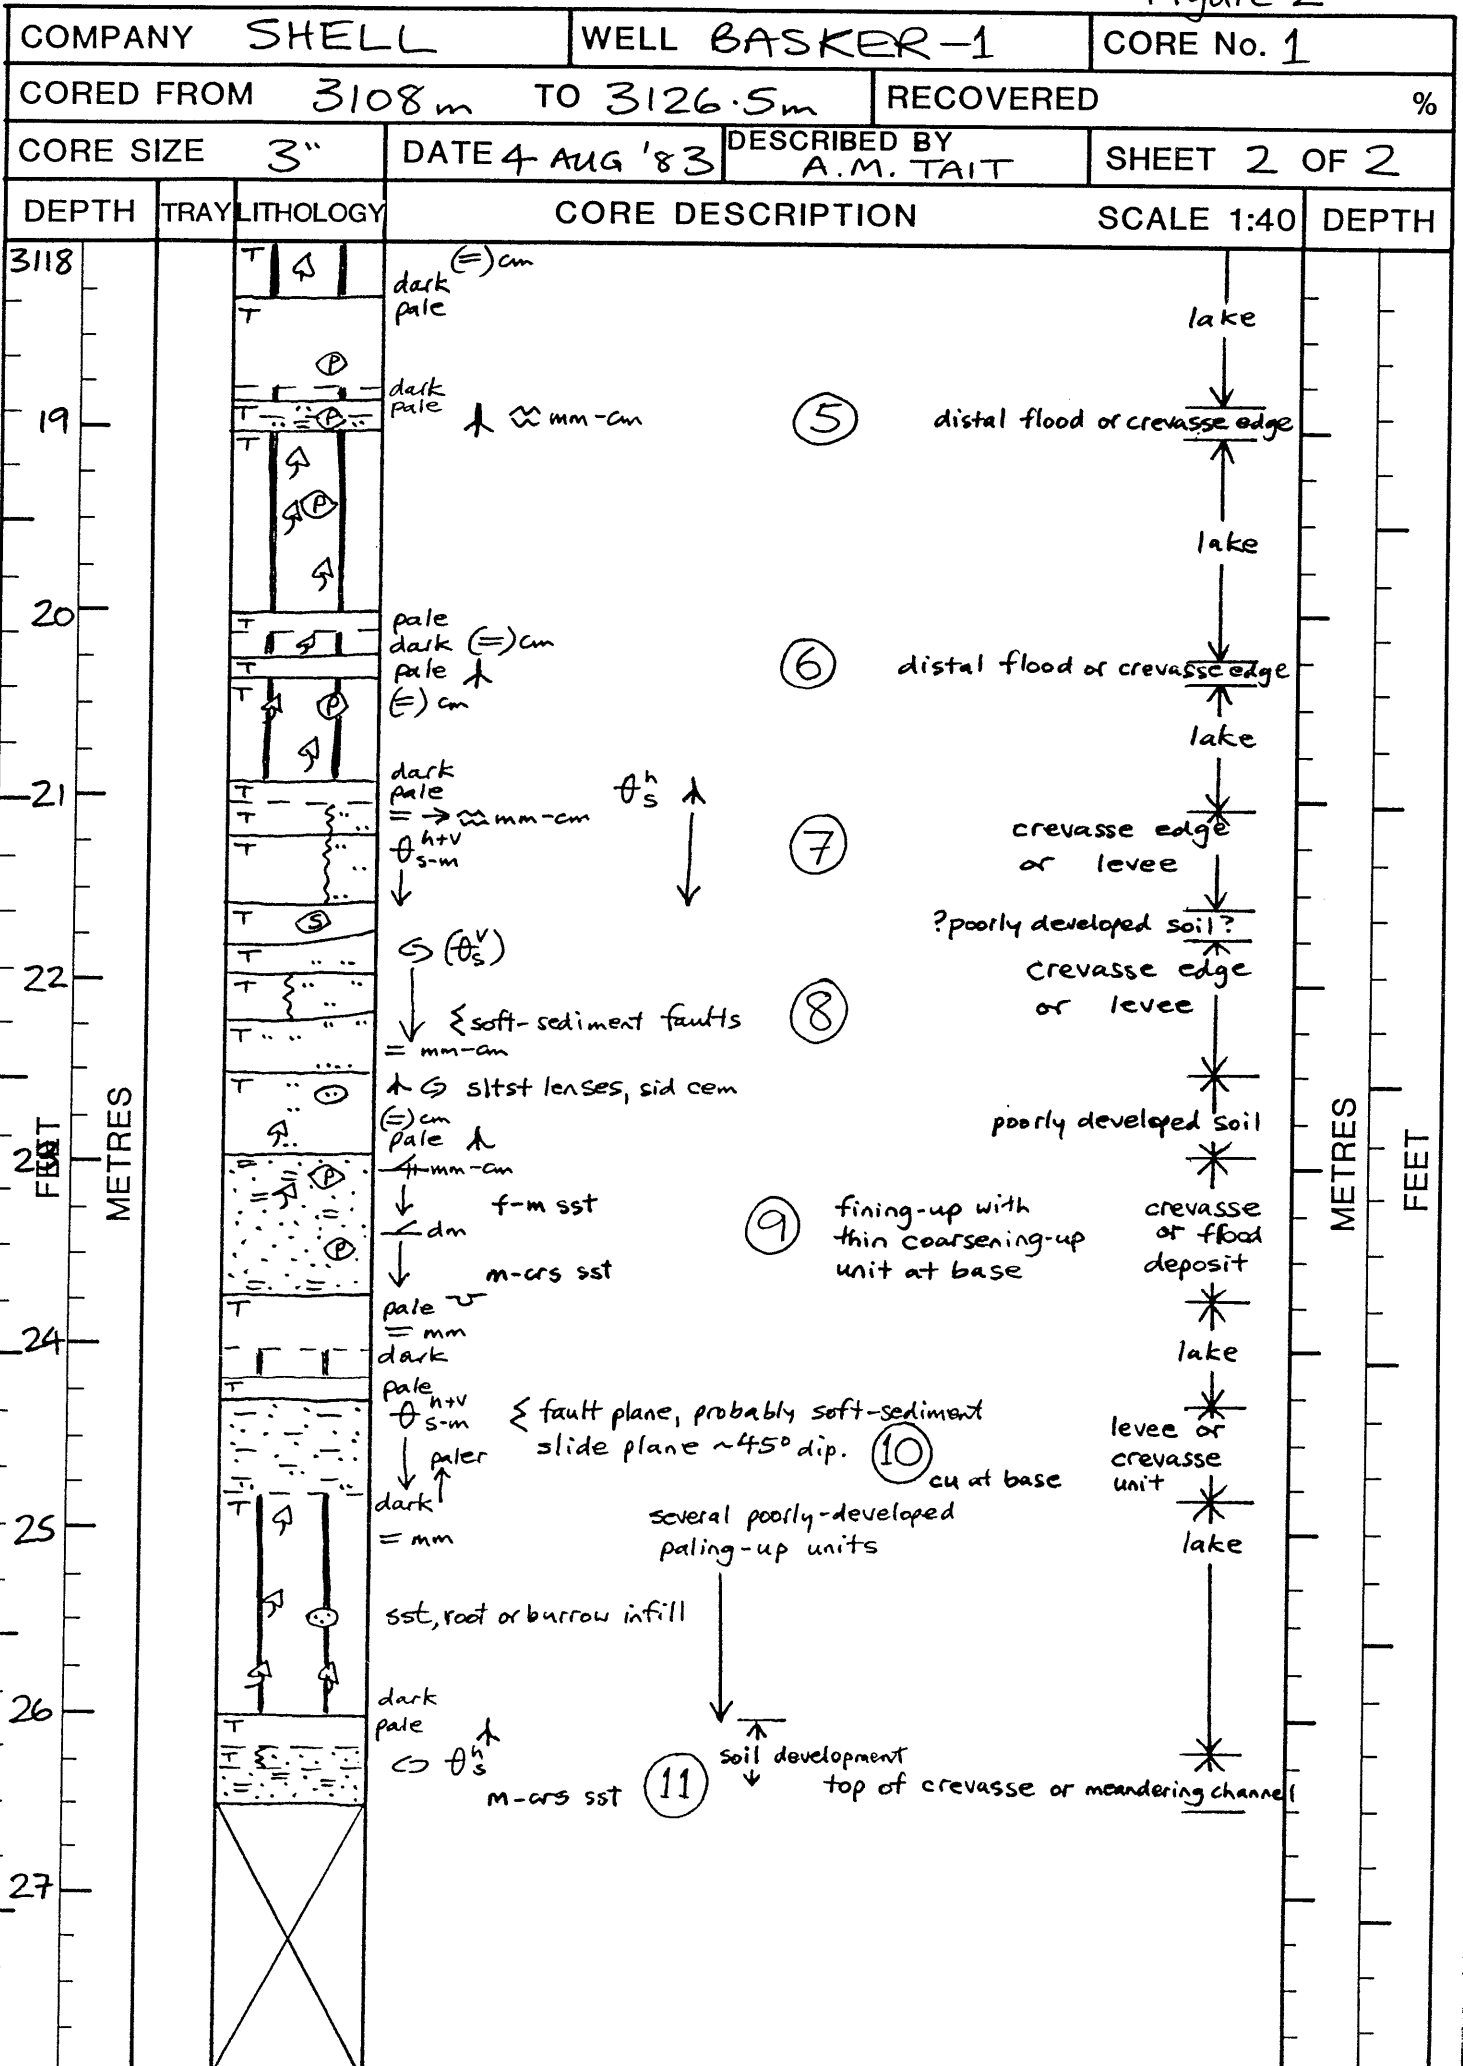 Figure 2
COMPANY SHELL WELL BASKER-1 CORE No. 1
CORED FROM 3108m TO 3126.5m RECOVERED %
CORE SIZE 3" DATE 4 AUG '83 DESCRIBED BY A.M. TAIT SHEET 2 OF 2
DEPTH TRAY LITHOLOGY CORE DESCRIPTION SCALE 1:40 DEPTH
3118 T (=) cm
dark
T pale lake
P
dark
19 T P pale ≈ mm-cm 5 distal flood or crevasse edge
T
P
lake
20 T pale
dark (=) cm
T pale 6 distal flood or crevasse edge
T P (=) cm
lake
dark
21 T pale θ h s
T = → ≈ mm-cm crevasse edge
T θ h+v s-m 7 or levee
T S ?poorly developed soil?
T (θ v s) crevasse edge
22 T 8 or levee
T soft-sediment faults
= mm-cm
T sltst lenses, sid cem
(=) cm poorly developed soil
pale
23 P mm-cm
f-m sst 9 fining-up with crevasse
dm thin coarsening-up or flood
P m-crs sst unit at base deposit
FEET METRES METRES FEET
T pale
24 = mm
dark lake
T pale
θ h+v s-m fault plane, probably soft-sediment levee or
paler slide plane ~45° dip. 10 crevasse
cu at base unit
T dark several poorly-developed
25 = mm paling-up units lake
sst, root or burrow infill
dark
26 T pale
T θ h s soil development
m-crs sst 11 top of crevasse or meandering channel
27